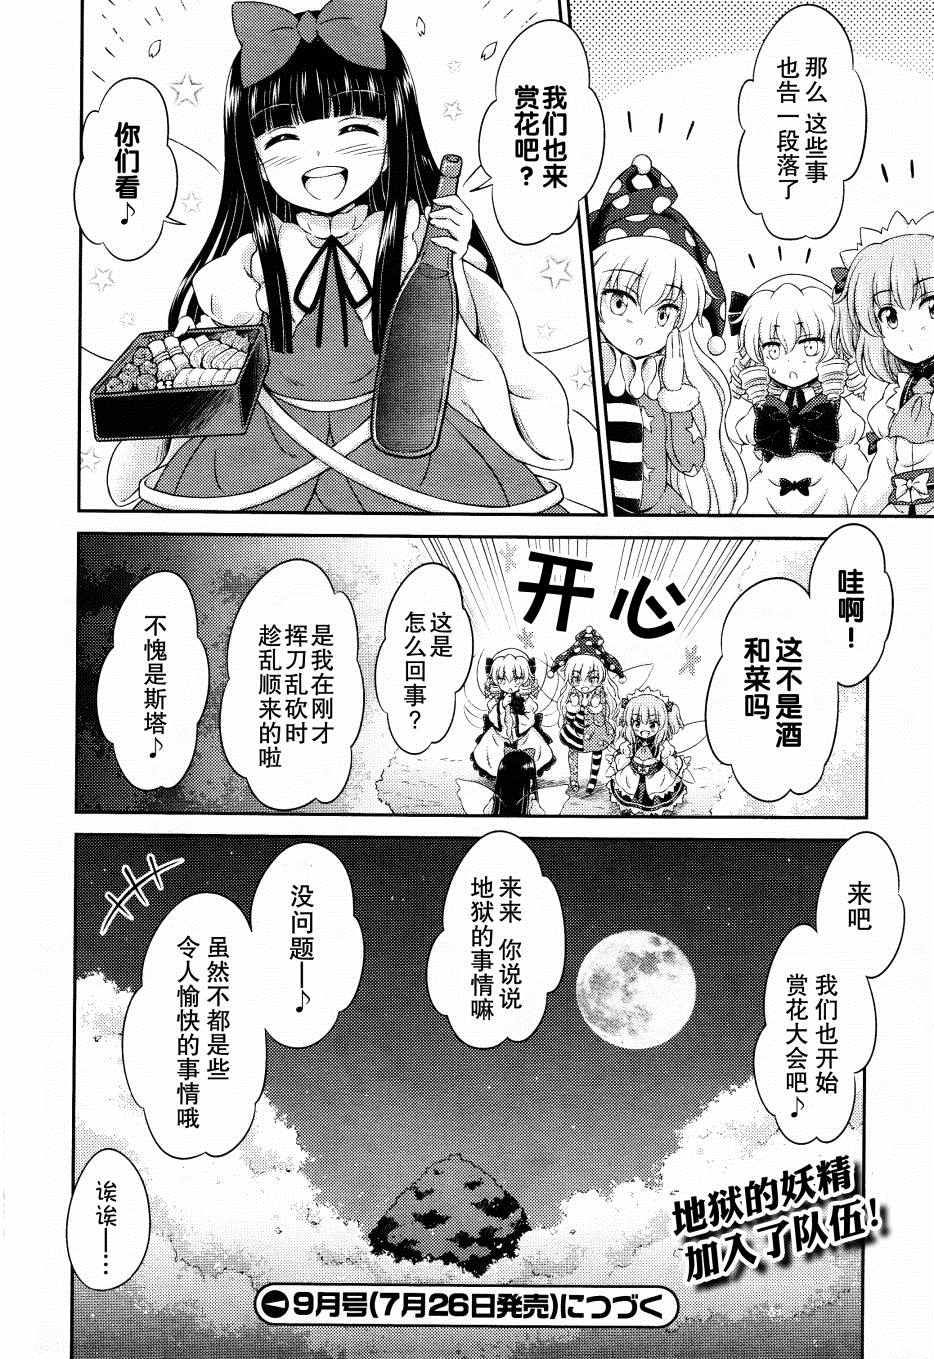 那么 这些事
也告一段落了
我们也来
赏花吧？
你们看♪
哇啊！
这不是酒
和菜吗
开心
这是
怎么回事？
是我在刚才
挥刀乱砍时
趁乱顺来的啦
不愧是斯塔♪
来吧
我们也开始
赏花大会吧♪
来来 你说说
地狱的事情嘛
没问题—♪
虽然不都是些
令人愉快的事情哦
诶诶—……
地狱的妖精
加入了队伍！
9月号(7月26日発売)につづく